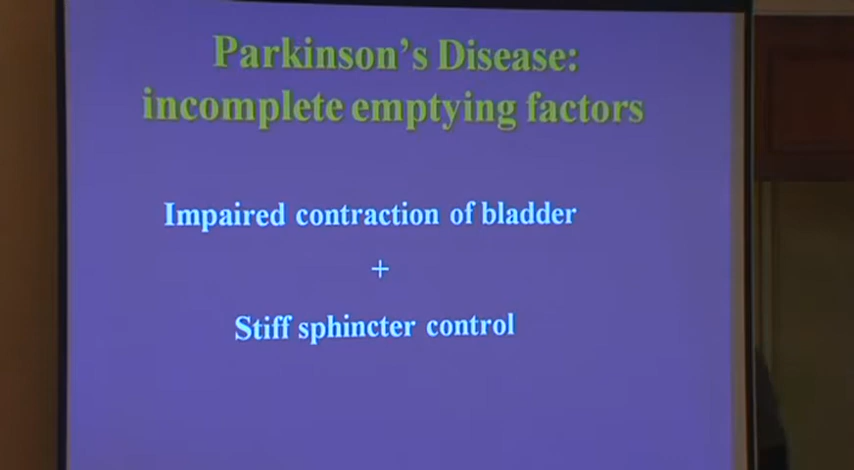 Parkinson's Disease:
incomplete emptying factors
Impaired contraction of bladder
+
Stiff sphincter control